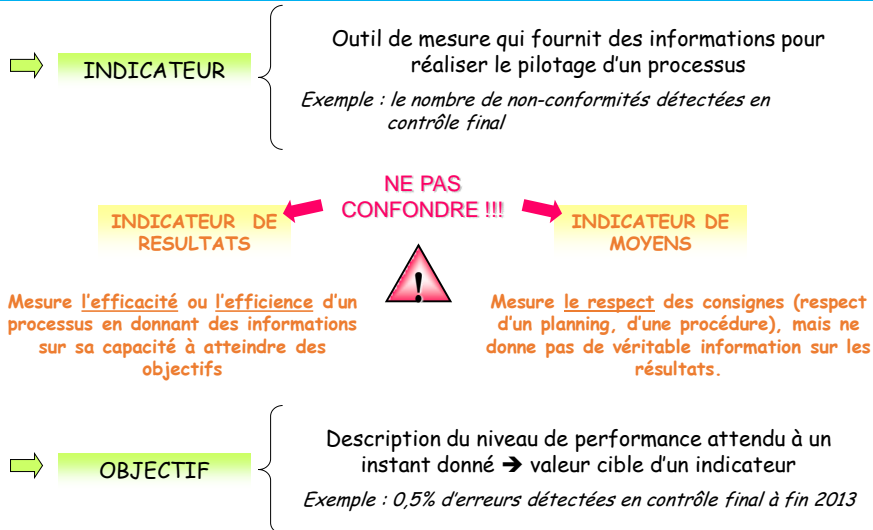 INDICATEUR
Outil de mesure qui fournit des informations pour
réaliser le pilotage d'un processus
Exemple : le nombre de non-conformités détectées en
contrôle final
NE PAS
CONFONDRE !!!
INDICATEUR DE
RESULTATS
Mesure l'efficacité ou l'efficience d'un
processus en donnant des informations
sur sa capacité à atteindre des
objectifs
!
INDICATEUR DE
MOYENS
Mesure le respect des consignes (respect
d'un planning, d'une procédure), mais ne
donne pas de véritable information sur les
résultats.
OBJECTIF
Description du niveau de performance attendu à un
instant donné ➔ valeur cible d'un indicateur
Exemple : 0,5% d'erreurs détectées en contrôle final à fin 2013